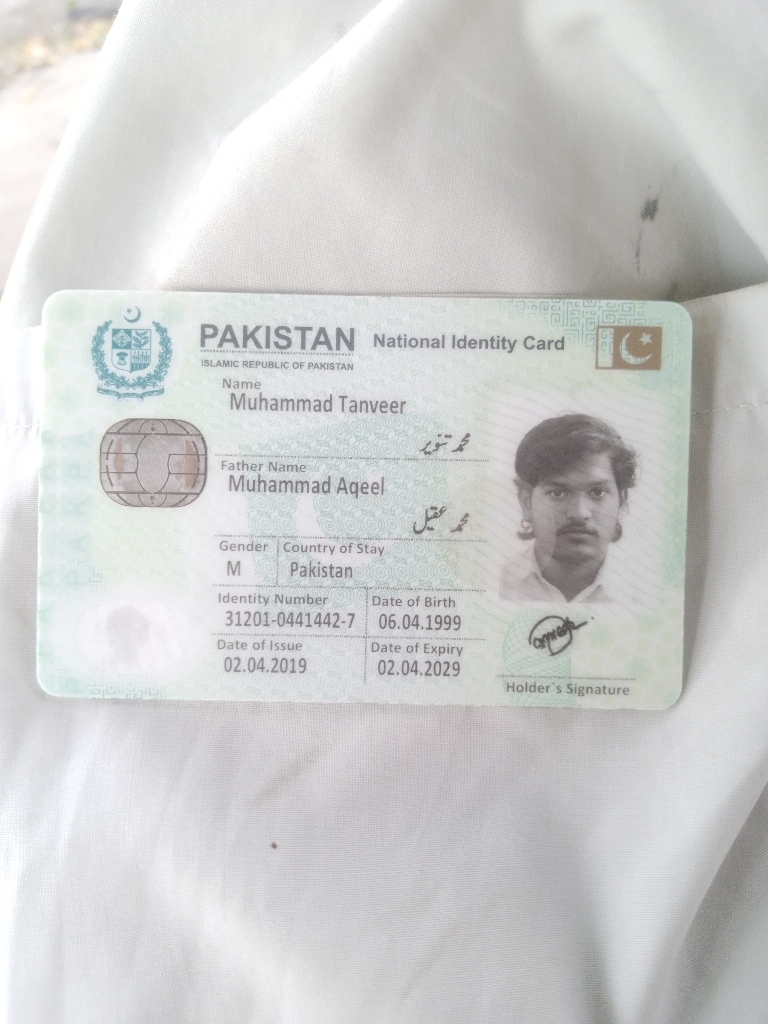 PAKISTAN National Identity Card
ISLAMIC REPUBLIC OF PAKISTAN
Name
Muhammad Tanveer
محمد تنویر
Father Name
Muhammad Aqeel
محمد عقیل
Gender Country of Stay
M Pakistan
Identity Number Date of Birth
31201-0441442-7 06.04.1999
Date of Issue Date of Expiry
02.04.2019 02.04.2029
Holder`s Signature